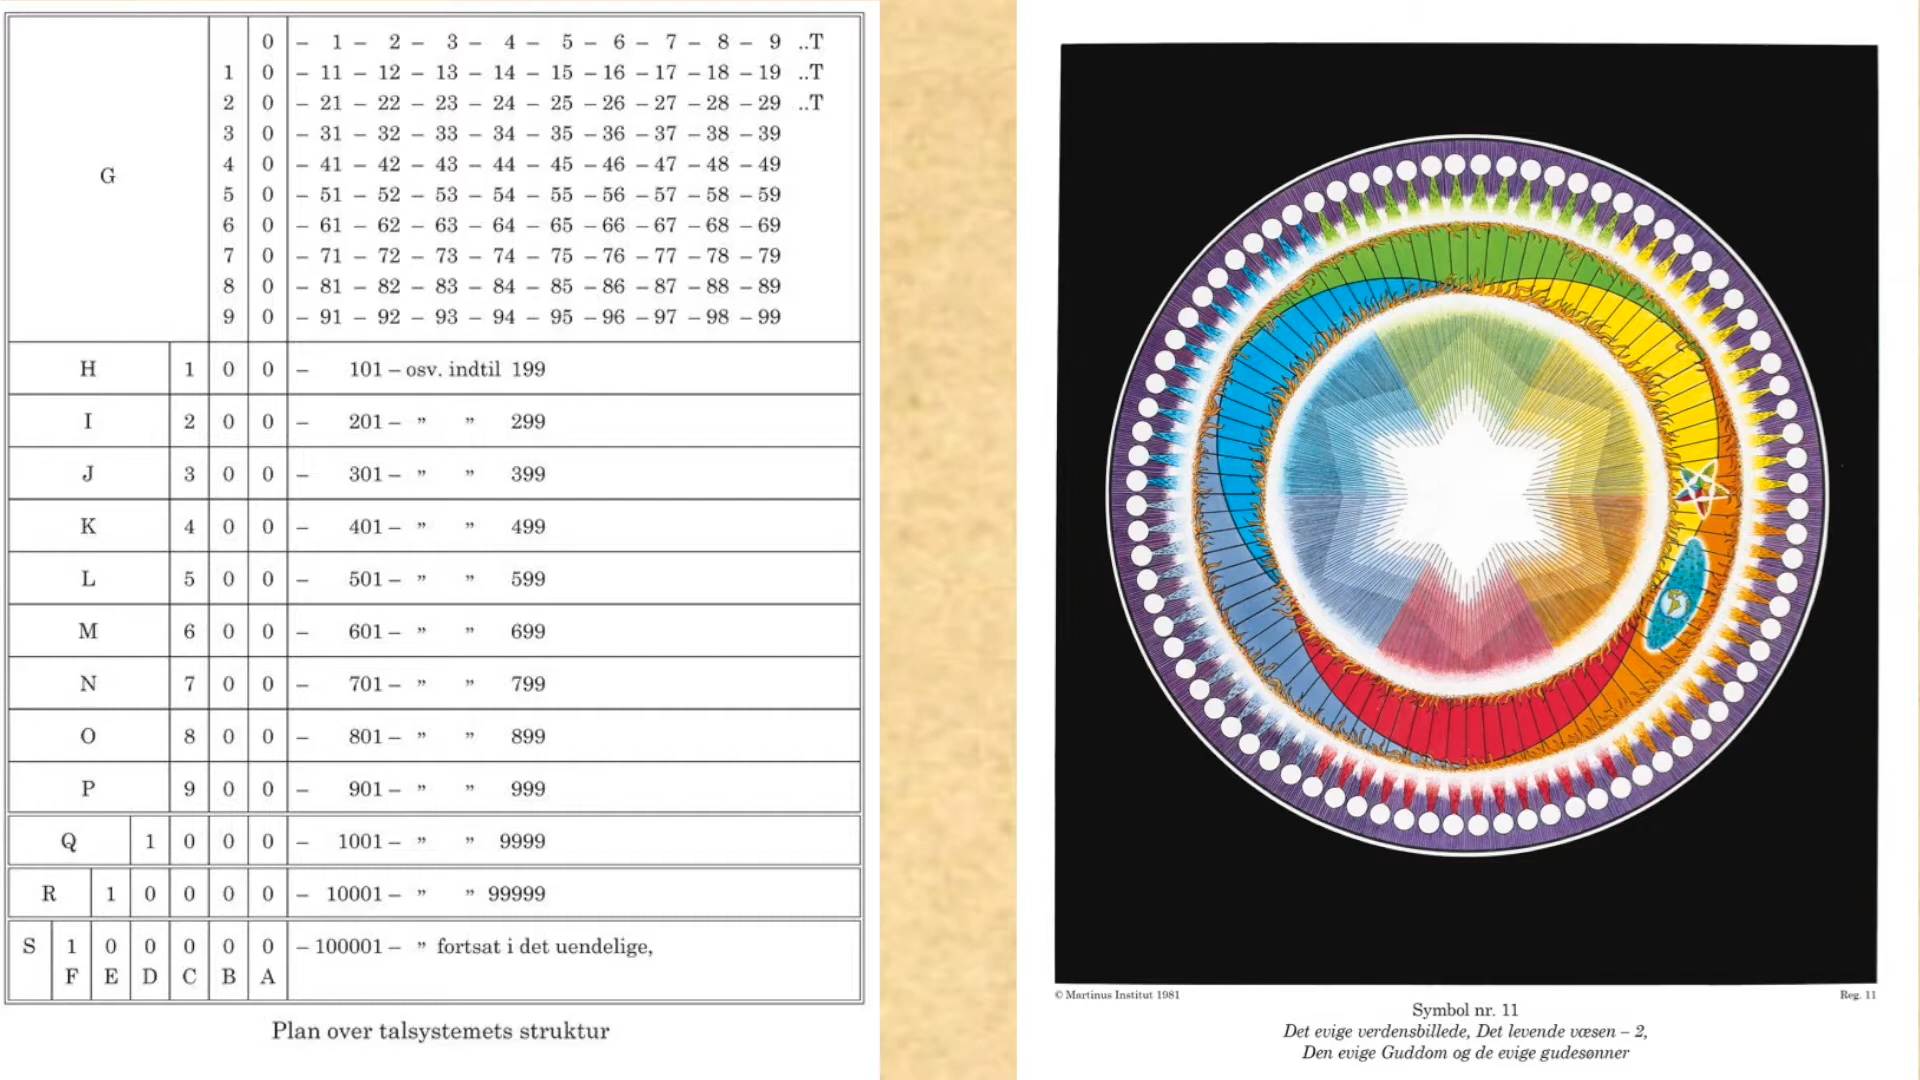 0 – 1 – 2 – 3 – 4 – 5 – 6 – 7 – 8 – 9 ..T
1 0 – 11 – 12 – 13 – 14 – 15 – 16 – 17 – 18 – 19 ..T
2 0 – 21 – 22 – 23 – 24 – 25 – 26 – 27 – 28 – 29 ..T
3 0 – 31 – 32 – 33 – 34 – 35 – 36 – 37 – 38 – 39
4 0 – 41 – 42 – 43 – 44 – 45 – 46 – 47 – 48 – 49
G
5 0 – 51 – 52 – 53 – 54 – 55 – 56 – 57 – 58 – 59
6 0 – 61 – 62 – 63 – 64 – 65 – 66 – 67 – 68 – 69
7 0 – 71 – 72 – 73 – 74 – 75 – 76 – 77 – 78 – 79
8 0 – 81 – 82 – 83 – 84 – 85 – 86 – 87 – 88 – 89
9 0 – 91 – 92 – 93 – 94 – 95 – 96 – 97 – 98 – 99
H 1 0 0 – 101 – osv. indtil 199
I 2 0 0 – 201 – ” ” 299
J 3 0 0 – 301 – ” ” 399
K 4 0 0 – 401 – ” ” 499
L 5 0 0 – 501 – ” ” 599
M 6 0 0 – 601 – ” ” 699
N 7 0 0 – 701 – ” ” 799
O 8 0 0 – 801 – ” ” 899
P 9 0 0 – 901 – ” ” 999
Q 1 0 0 0 – 1001 – ” ” 9999
R 1 0 0 0 0 – 10001 – ” ” 99999
S 1 0 0 0 0 0 – 100001 – ” fortsat i det uendelige,
F E D C B A
Plan over talsystemets struktur
© Martinus Institut 1981
Reg. 11
Symbol nr. 11
Det evige verdensbillede, Det levende væsen – 2,
Den evige Guddom og de evige gudesønner